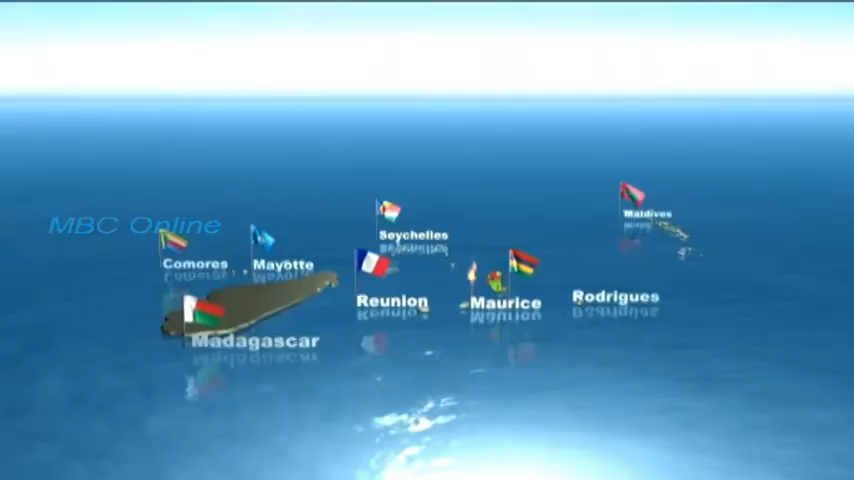 Maldives
MBC Online
Seychelles
Comores
Mayotte
Reunion
Maurice
Rodrigues
Madagascar